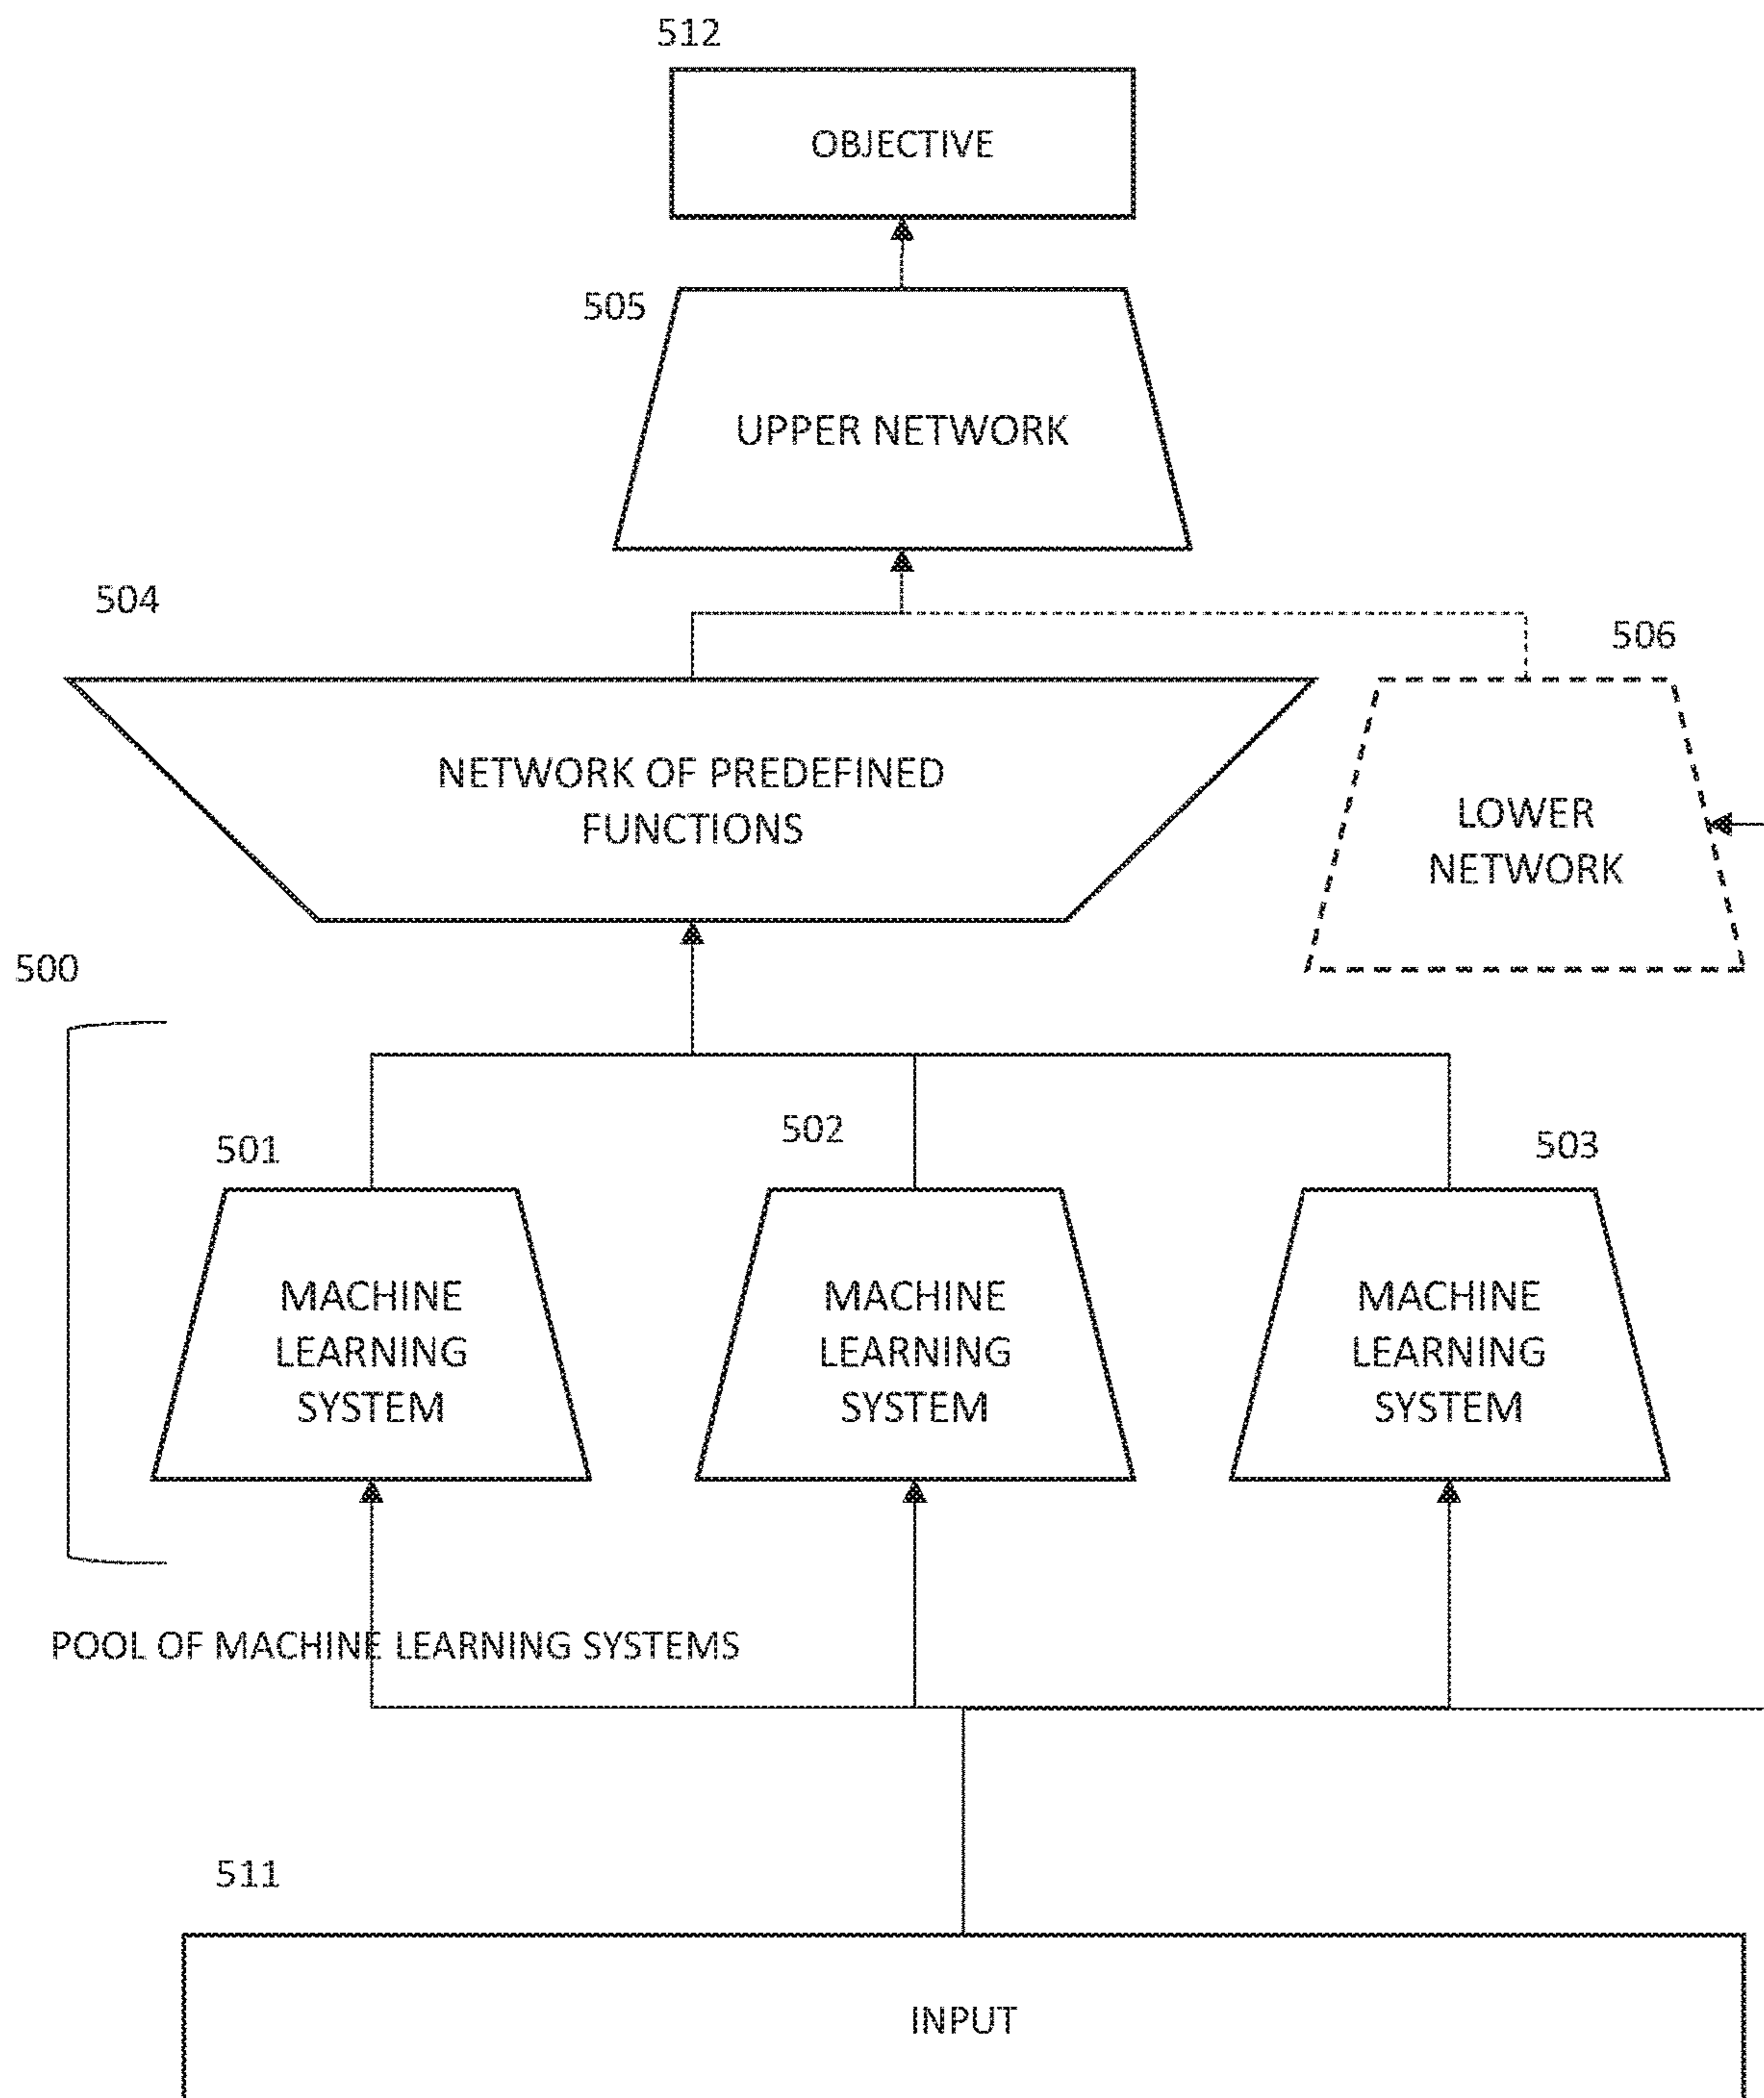 512
OBJECTIVE
505
UPPER NETWORK
504
506
NETWORK OF PREDEFINED
FUNCTIONS
LOWER
NETWORK
500
501
502
503
MACHINE
LEARNING
SYSTEM
MACHINE
LEARNING
SYSTEM
MACHINE
LEARNING
SYSTEM
POOL OF MACHINE LEARNING SYSTEMS
511
INPUT